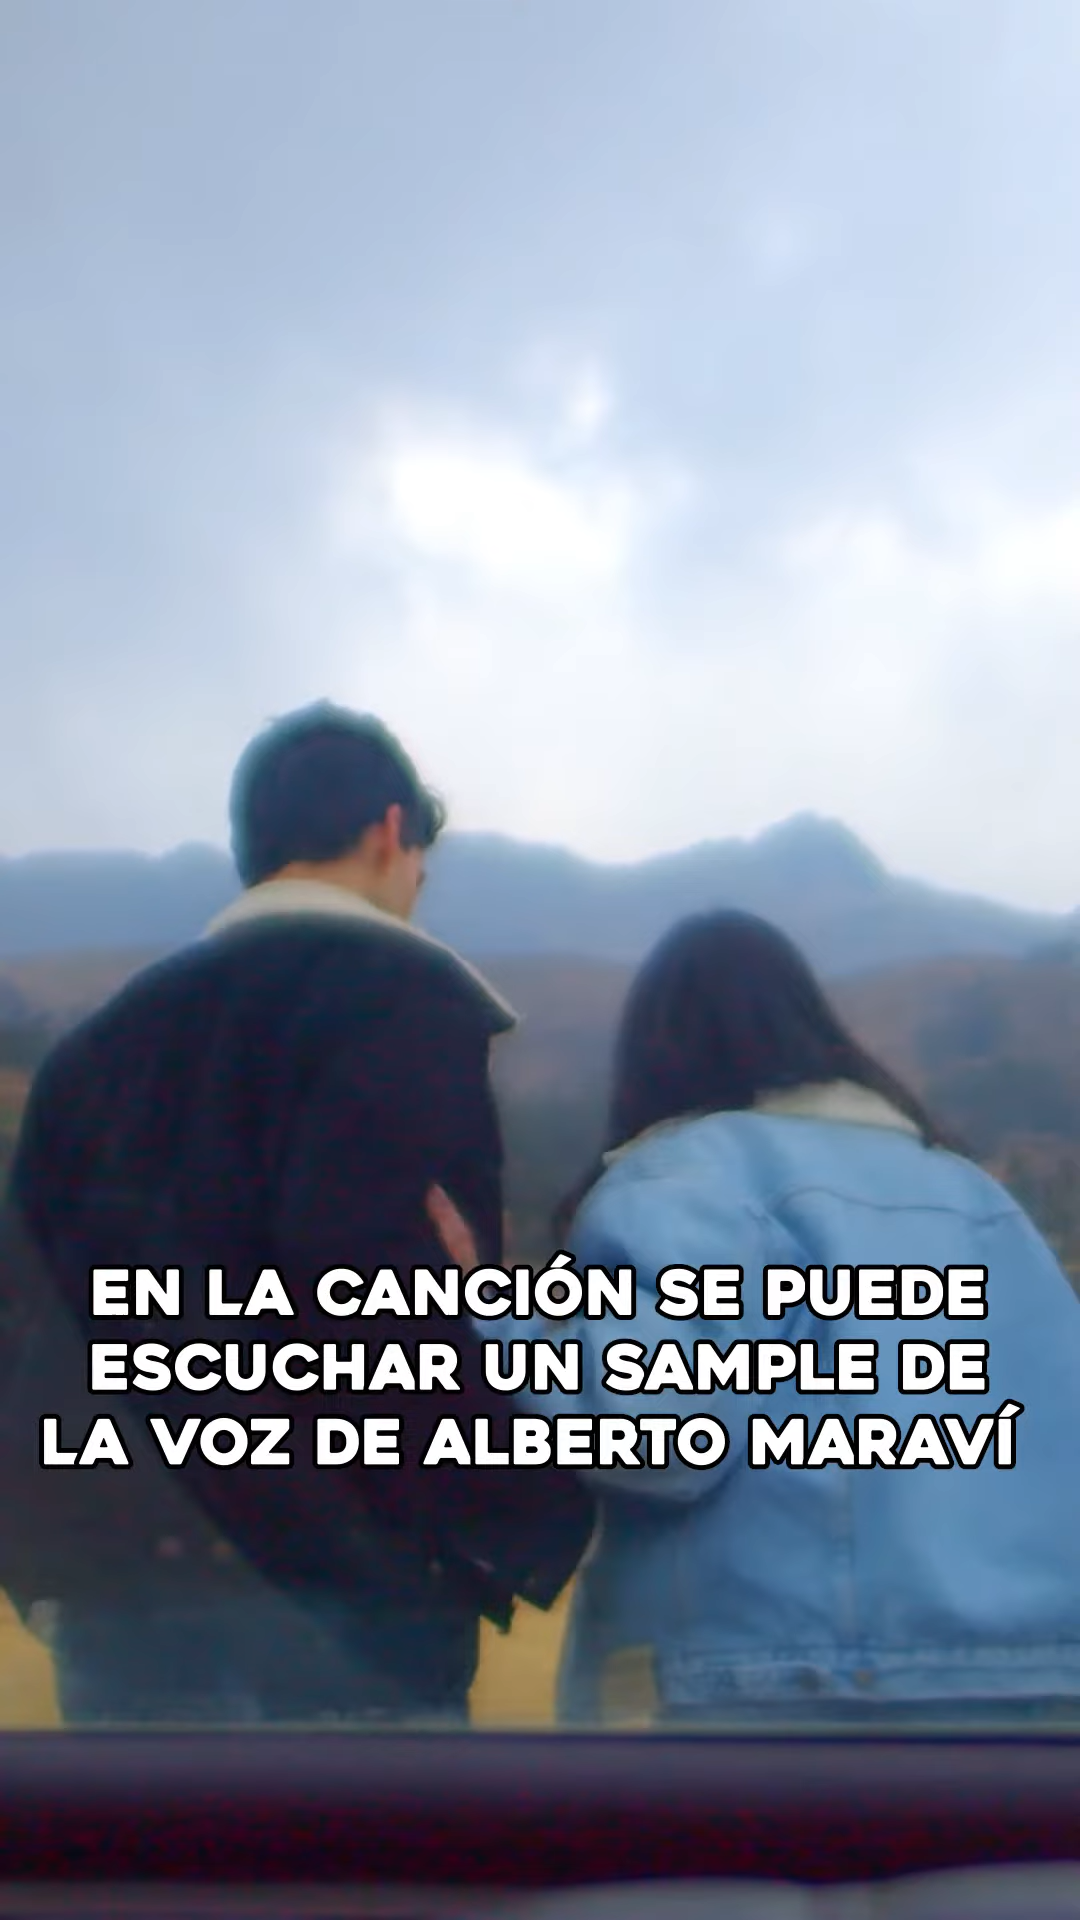 EN LA CANCIÓN SE PUEDE
ESCUCHAR UN SAMPLE DE
LA VOZ DE ALBERTO MARAVÍ